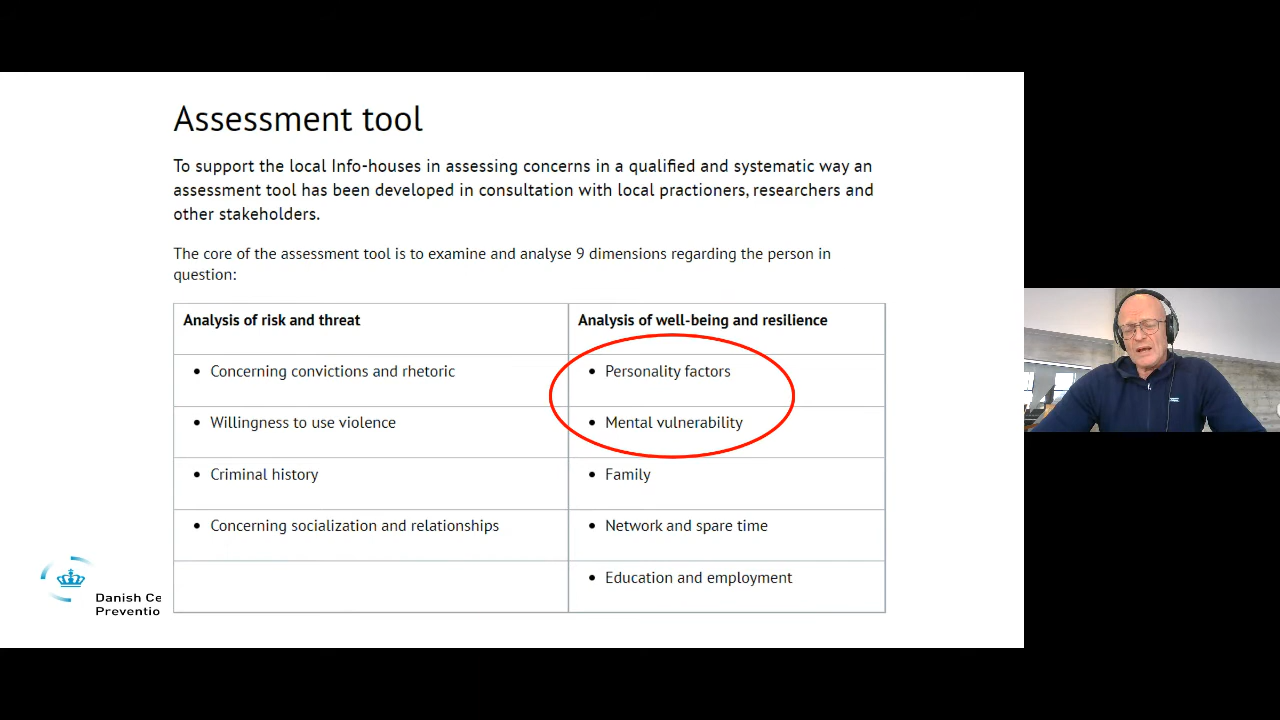 Assessment tool
To support the local Info-houses in assessing concerns in a qualified and systematic way an
assessment tool has been developed in consultation with local practioners, researchers and
other stakeholders.
The core of the assessment tool is to examine and analyse 9 dimensions regarding the person in
question:
Analysis of risk and threat
Analysis of well-being and resilience
• Concerning convictions and rhetoric
• Personality factors
• Willingness to use violence
• Mental vulnerability
• Criminal history
• Family
• Concerning socialization and relationships
• Network and spare time
• Education and employment
Danish Ce
Preventio